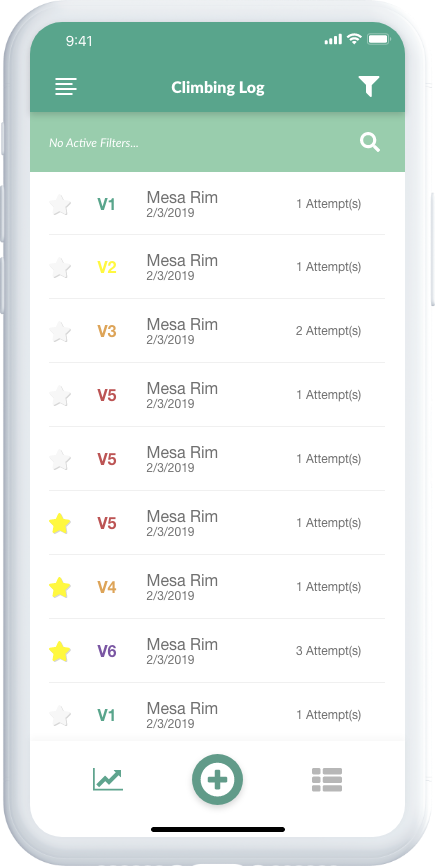 9:41
Climbing Log
No Active Filters...
V1 Mesa Rim 1 Attempt(s)
2/3/2019
V2 Mesa Rim 1 Attempt(s)
2/3/2019
V3 Mesa Rim 2 Attempt(s)
2/3/2019
V5 Mesa Rim 1 Attempt(s)
2/3/2019
V5 Mesa Rim 1 Attempt(s)
2/3/2019
V5 Mesa Rim 1 Attempt(s)
2/3/2019
V4 Mesa Rim 1 Attempt(s)
2/3/2019
V6 Mesa Rim 3 Attempt(s)
2/3/2019
V1 Mesa Rim 1 Attempt(s)
2/3/2019